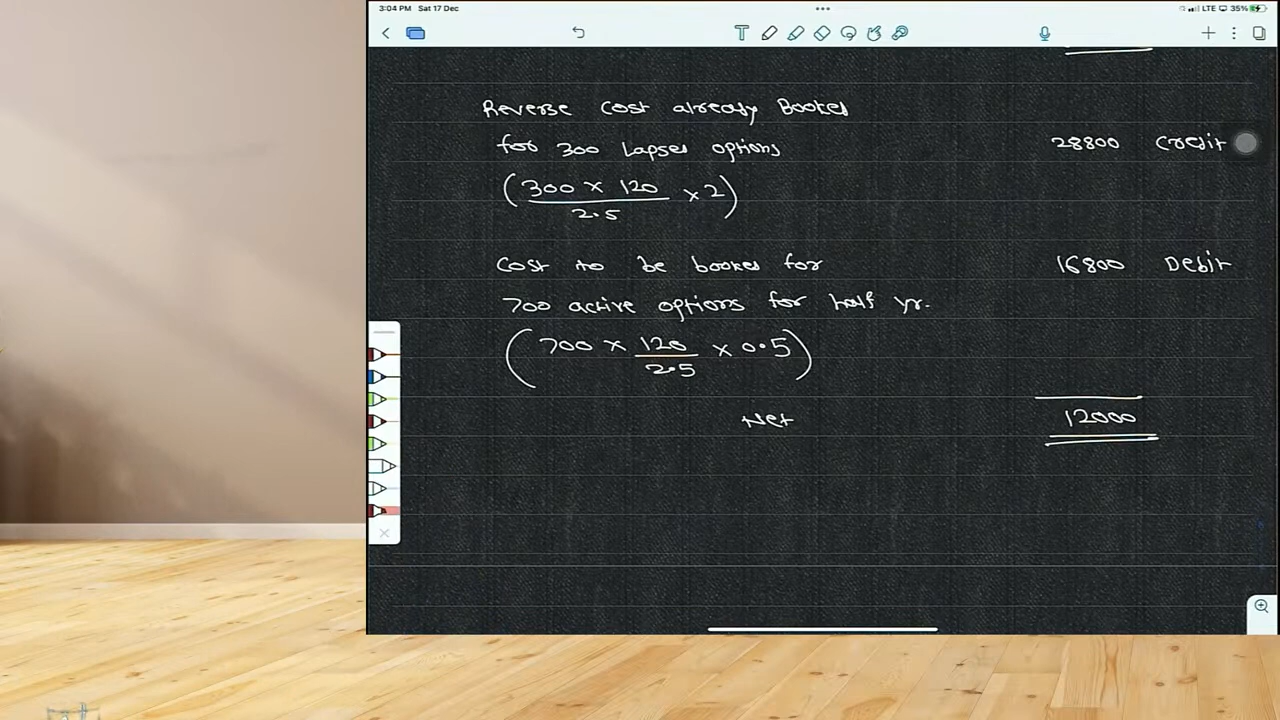 3:04 PM Sat 17 Dec
LTE 35%
T
Reverse cost already Booked
for 300 Lapsed options 28800 Credit
(300 x 120 / 2.5 x 2)
Cost to be booked for 16800 Debit
700 active options for half yr.
(700 x 120 / 2.5 x 0.5)
Net 12000